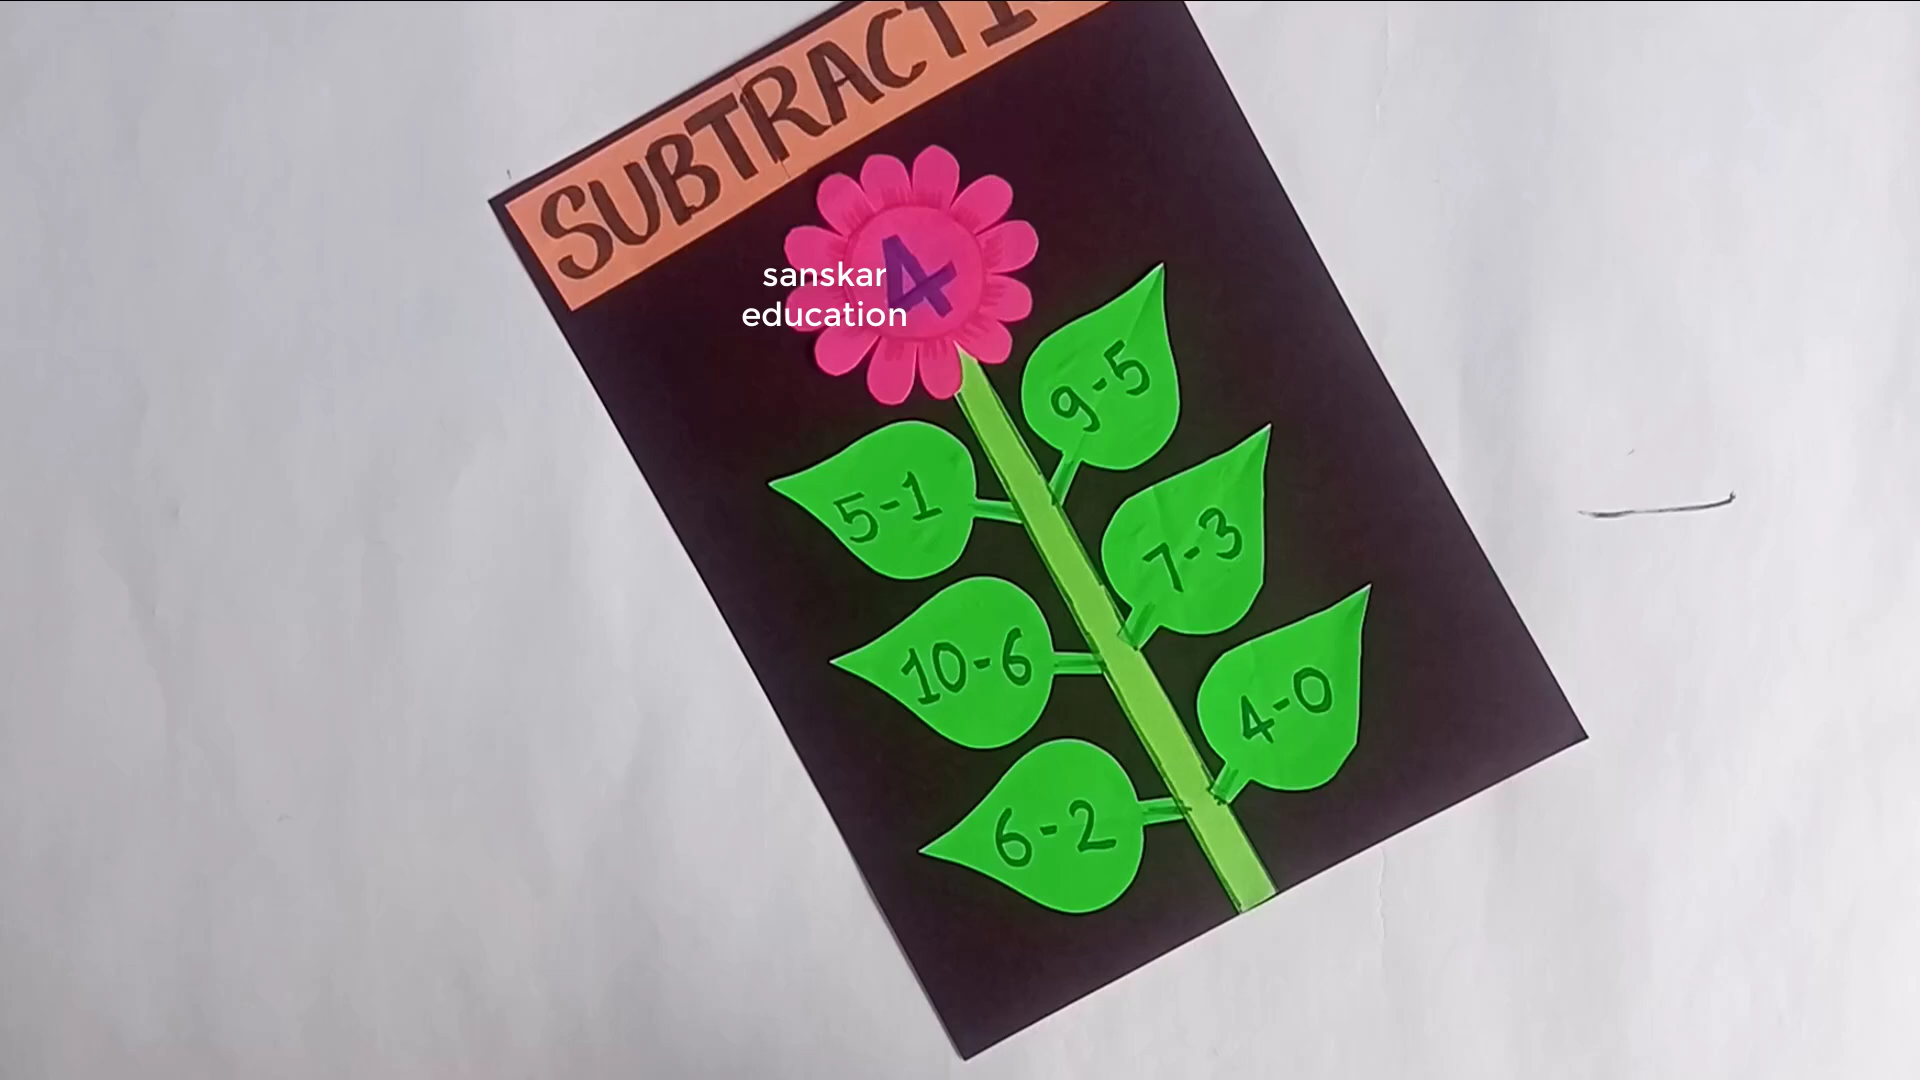 SUBTRACTI
4
sanskar
education
9-5
5-1
7-3
10-6
4-0
6-2